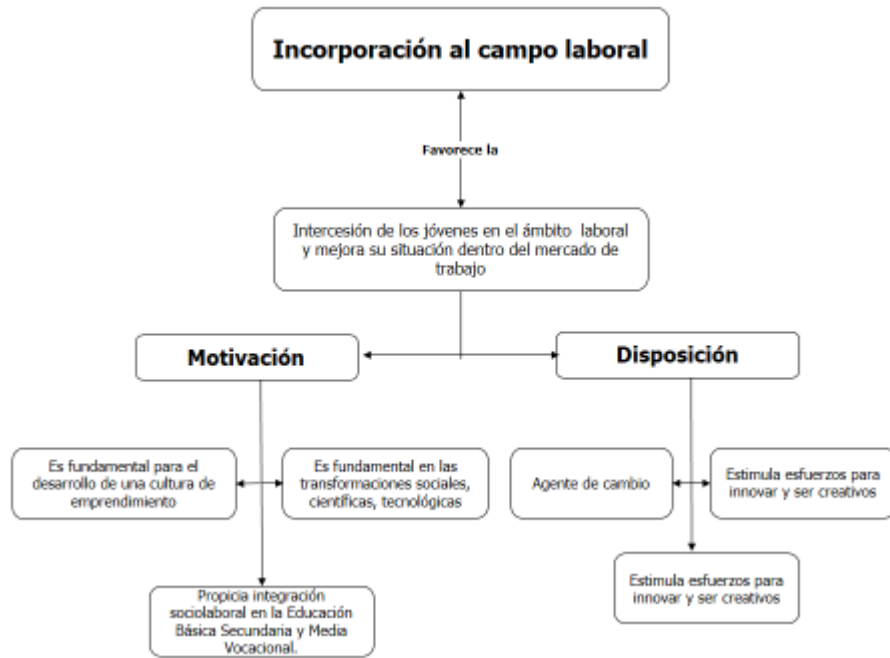 Incorporación al campo laboral
Favorece la
Intercesión de los jóvenes en el ámbito laboral
y mejora su situación dentro del mercado de
trabajo
Motivación
Disposición
Es fundamental para el
desarrollo de una cultura de
emprendimiento
Es fundamental en las
transformaciones sociales,
científicas, tecnológicas
Agente de cambio
Estimula esfuerzos para
innovar y ser creativos
Propicia integración
sociolaboral en la Educación
Básica Secundaria y Media
Vocacional.
Estimula esfuerzos para
innovar y ser creativos